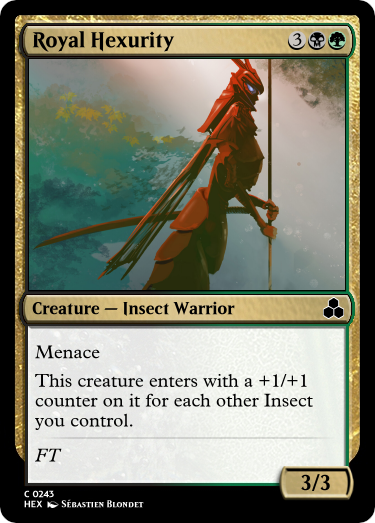 Royal Hexurity 3
Creature — Insect Warrior
Menace
This creature enters with a +1/+1
counter on it for each other Insect
you control.
FT
3/3
C 0243
HEX Sébastien Blondet